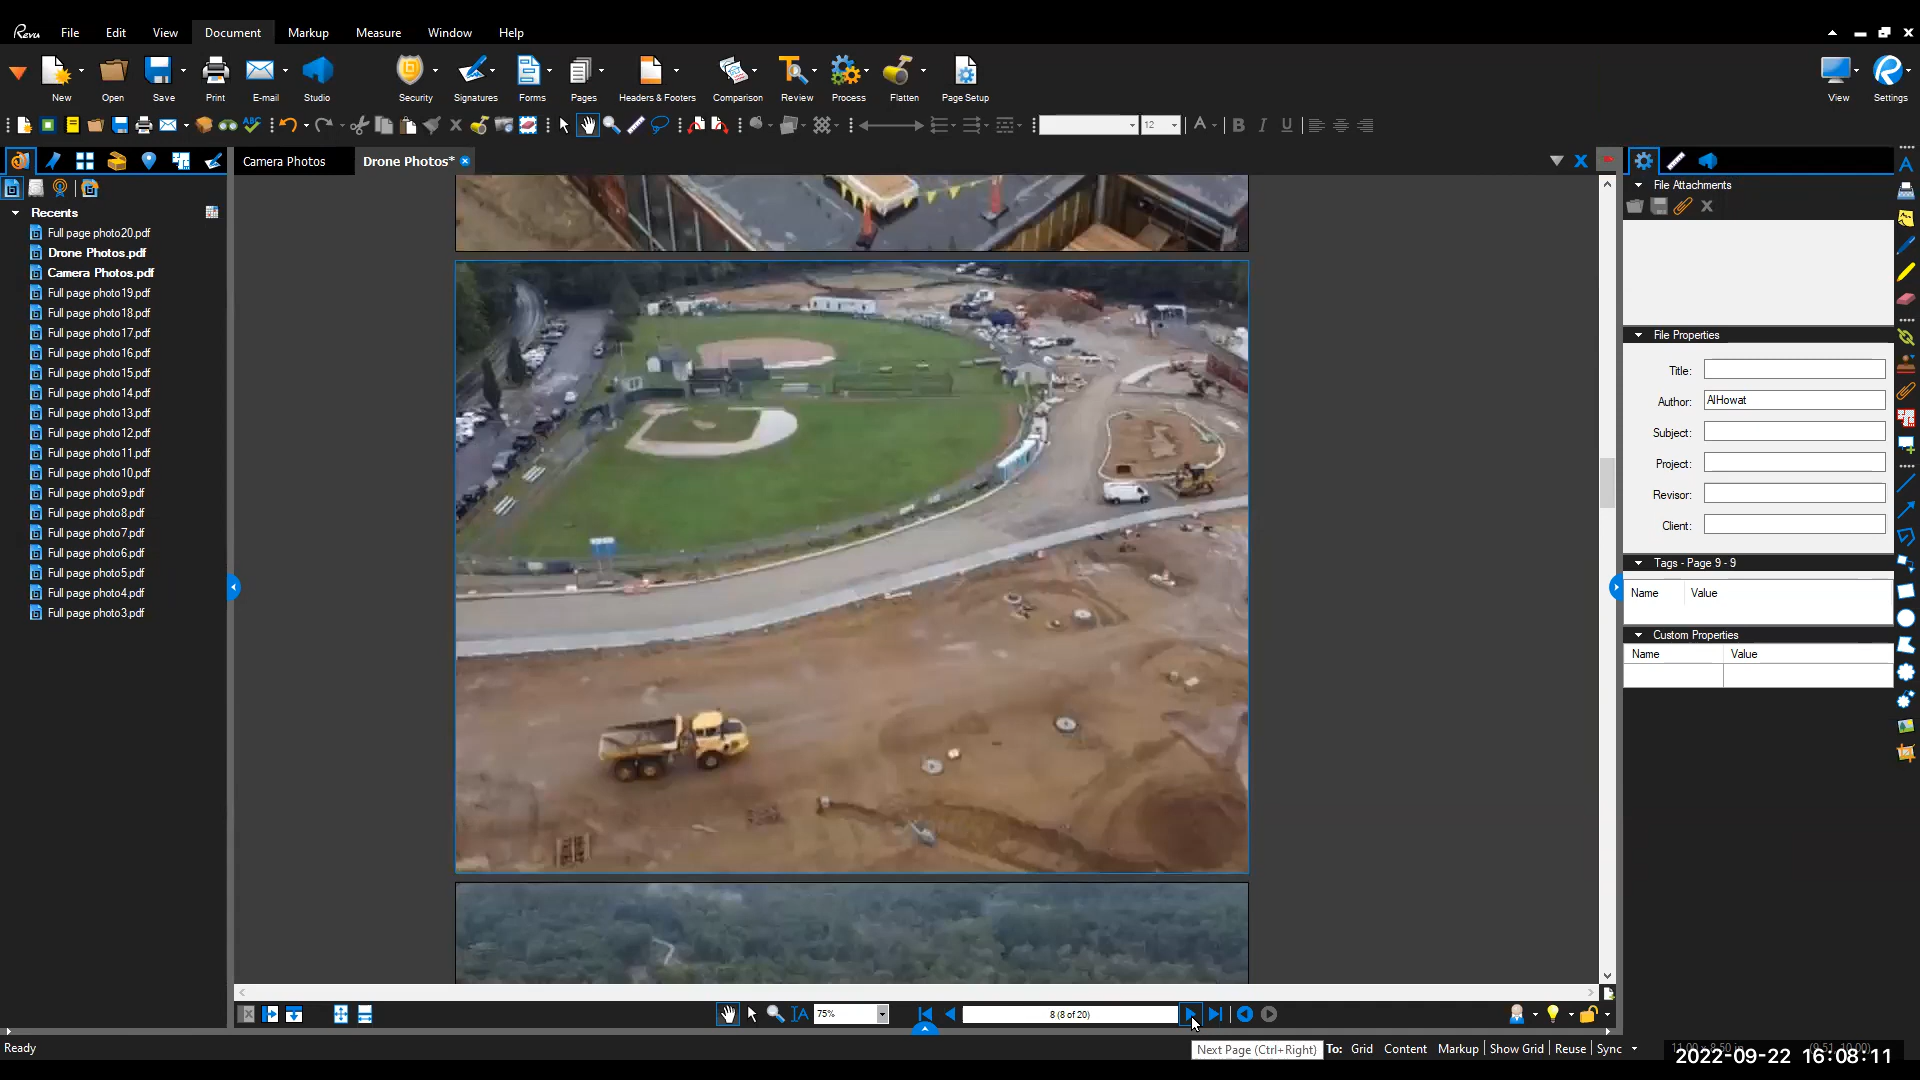 Revu File Edit View Document Markup Measure Window Help
New Open Save Print E-mail Studio Security Signatures Forms Pages Headers & Footers Comparison Review Process Flatten Page Setup View Settings
12 A B I U
Camera Photos Drone Photos*
File Attachments
Recents
Full page photo20.pdf
Drone Photos.pdf
Camera Photos.pdf
Full page photo19.pdf
Full page photo18.pdf
Full page photo17.pdf
Full page photo16.pdf
Full page photo15.pdf
Full page photo14.pdf
Full page photo13.pdf
Full page photo12.pdf
Full page photo11.pdf
Full page photo10.pdf
Full page photo9.pdf
Full page photo8.pdf
Full page photo7.pdf
Full page photo6.pdf
Full page photo5.pdf
Full page photo4.pdf
Full page photo3.pdf
File Properties
Title:
Author: AlHowat
Subject:
Project:
Revisor:
Client:
Tags - Page 9 - 9
Name Value
Custom Properties
Name Value
75% 8 (8 of 20)
Ready Next Page (Ctrl+Right) To: Grid Content Markup Show Grid Reuse Sync
2022-09-22 16:08:11